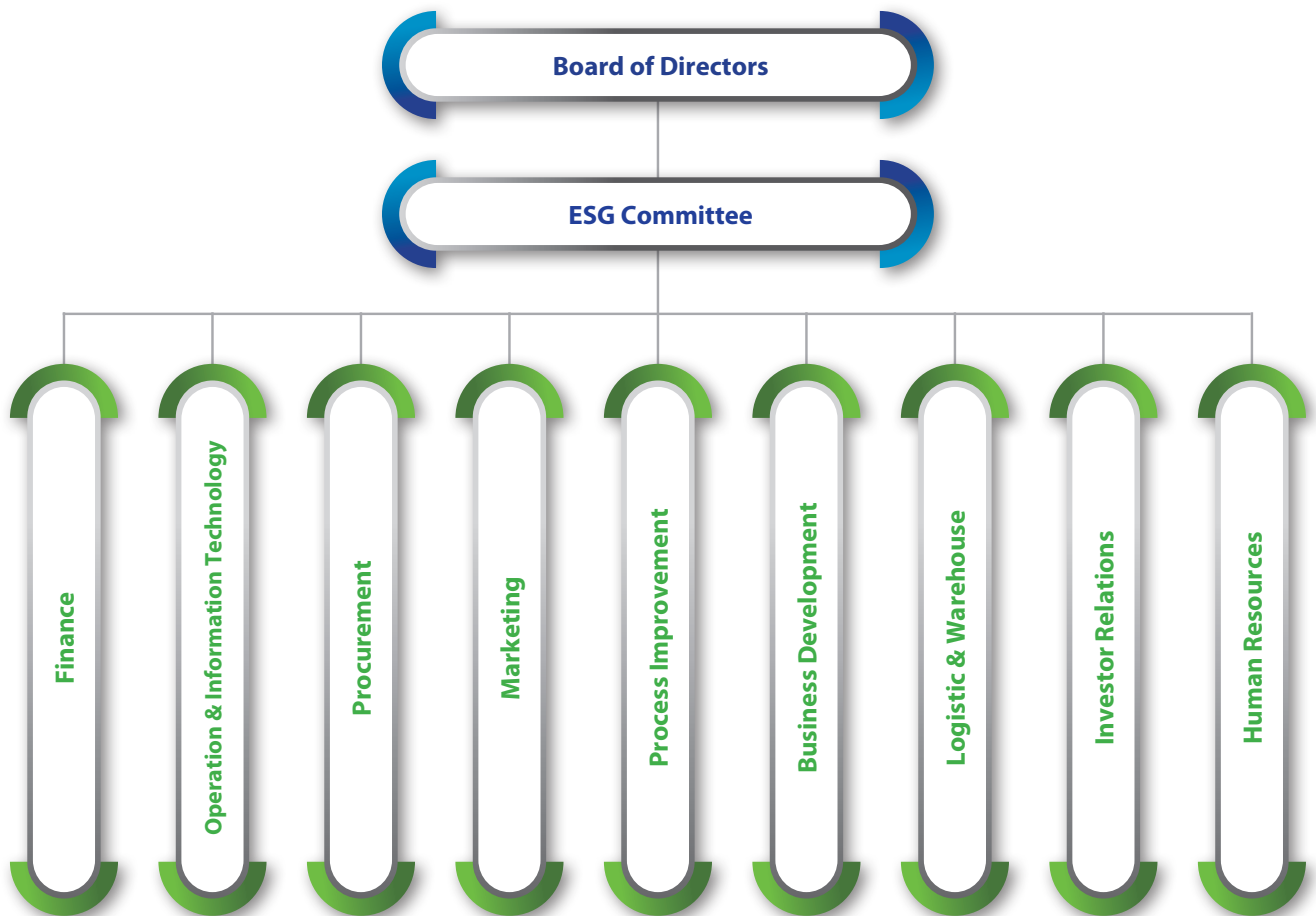 Board of Directors
ESG Committee
Finance
Operation & Information Technology
Procurement
Marketing
Process Improvement
Business Development
Logistic & Warehouse
Investor Relations
Human Resources